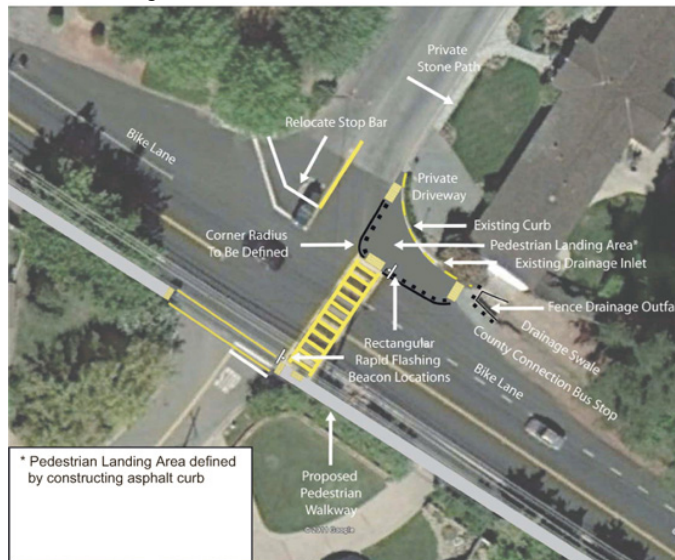 Private
Stone Path
Relocate Stop Bar
Bike Lane
Private
Driveway
Existing Curb
Corner Radius
To Be Defined
Pedestrian Landing Area*
Existing Drainage Inlet
Fence Drainage Outfa
Drainage Swale
County Connection Bus Stop
Rectangular
Rapid Flashing
Beacon Locations
Bike Lane
* Pedestrian Landing Area defined
by constructing asphalt curb
Proposed
Pedestrian
Walkway
Google